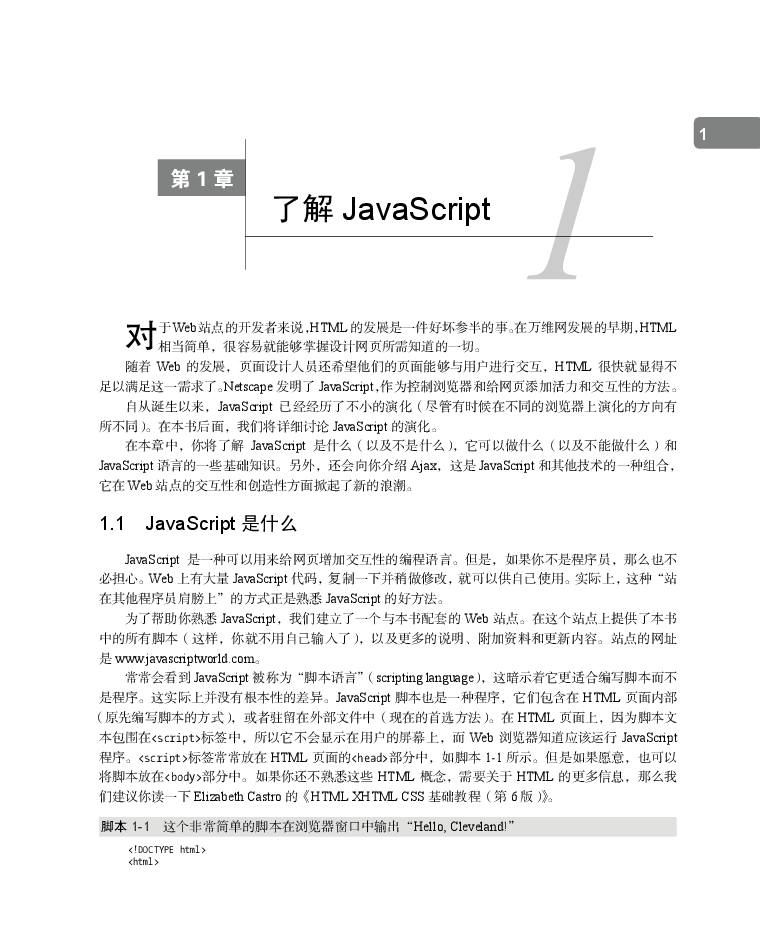 1
第 1 章
了解 JavaScript
1
对于Web站点的开发者来说，HTML 的发展是一件好坏参半的事。在万维网发展的早期，HTML
相当简单，很容易就能够掌握设计网页所需知道的一切。
随着 Web 的发展，页面设计人员还希望他们的页面能够与用户进行交互，HTML 很快就显得不
足以满足这一需求了。Netscape 发明了 JavaScript，作为控制浏览器和给网页添加活力和交互性的方法。
自从诞生以来，JavaScript 已经经历了不小的演化（尽管有时候在不同的浏览器上演化的方向有
所不同）。在本书后面，我们将详细讨论 JavaScript 的演化。
在本章中，你将了解 JavaScript 是什么（以及不是什么），它可以做什么（以及不能做什么）和
JavaScript 语言的一些基础知识。另外，还会向你介绍 Ajax，这是 JavaScript 和其他技术的一种组合，
它在 Web 站点的交互性和创造性方面掀起了新的浪潮。
1.1 JavaScript 是什么
JavaScript 是一种可以用来给网页增加交互性的编程语言。但是，如果你不是程序员，那么也不
必担心。Web 上有大量 JavaScript 代码，复制一下并稍做修改，就可以供自己使用。实际上，这种“站
在其他程序员肩膀上”的方式正是熟悉 JavaScript 的好方法。
为了帮助你熟悉 JavaScript，我们建立了一个与本书配套的 Web 站点。在这个站点上提供了本书
中的所有脚本（这样，你就不用自己输入了），以及更多的说明、附加资料和更新内容。站点的网址
是 www.javascriptworld.com。
常常会看到 JavaScript 被称为“脚本语言”（scripting language），这暗示着它更适合编写脚本而不
是程序。这实际上并没有根本性的差异。JavaScript 脚本也是一种程序，它们包含在 HTML 页面内部
（原先编写脚本的方式），或者驻留在外部文件中（现在的首选方法）。在 HTML 页面上，因为脚本文
本包围在<script>标签中，所以它不会显示在用户的屏幕上，而 Web 浏览器知道应该运行 JavaScript
程序。<script>标签常常放在 HTML 页面的<head>部分中，如脚本 1-1 所示。但是如果愿意，也可以
将脚本放在<body>部分中。如果你还不熟悉这些 HTML 概念，需要关于 HTML 的更多信息，那么我
们建议你读一下 Elizabeth Castro 的《HTML XHTML CSS 基础教程（第 6 版）》。
脚本 1-1 这个非常简单的脚本在浏览器窗口中输出“Hello, Cleveland!”
<!DOCTYPE html>
<html>